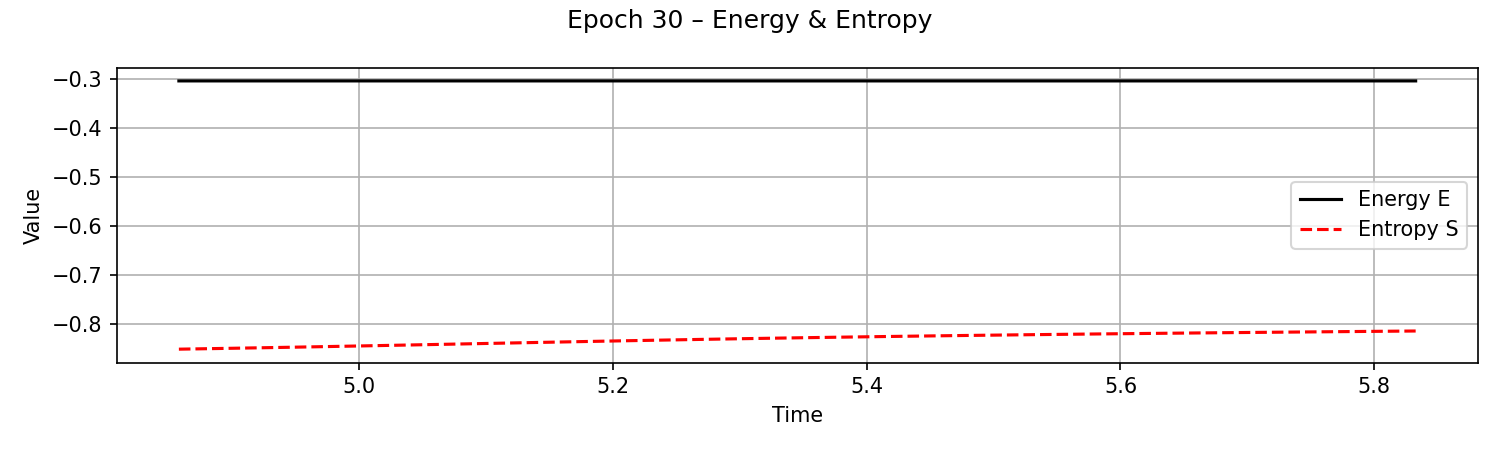 Epoch 30 – Energy & Entropy
−0.3
−0.4
−0.5
−0.6
−0.7
−0.8
Value
Energy E
Entropy S
5.0 5.2 5.4 5.6 5.8
Time